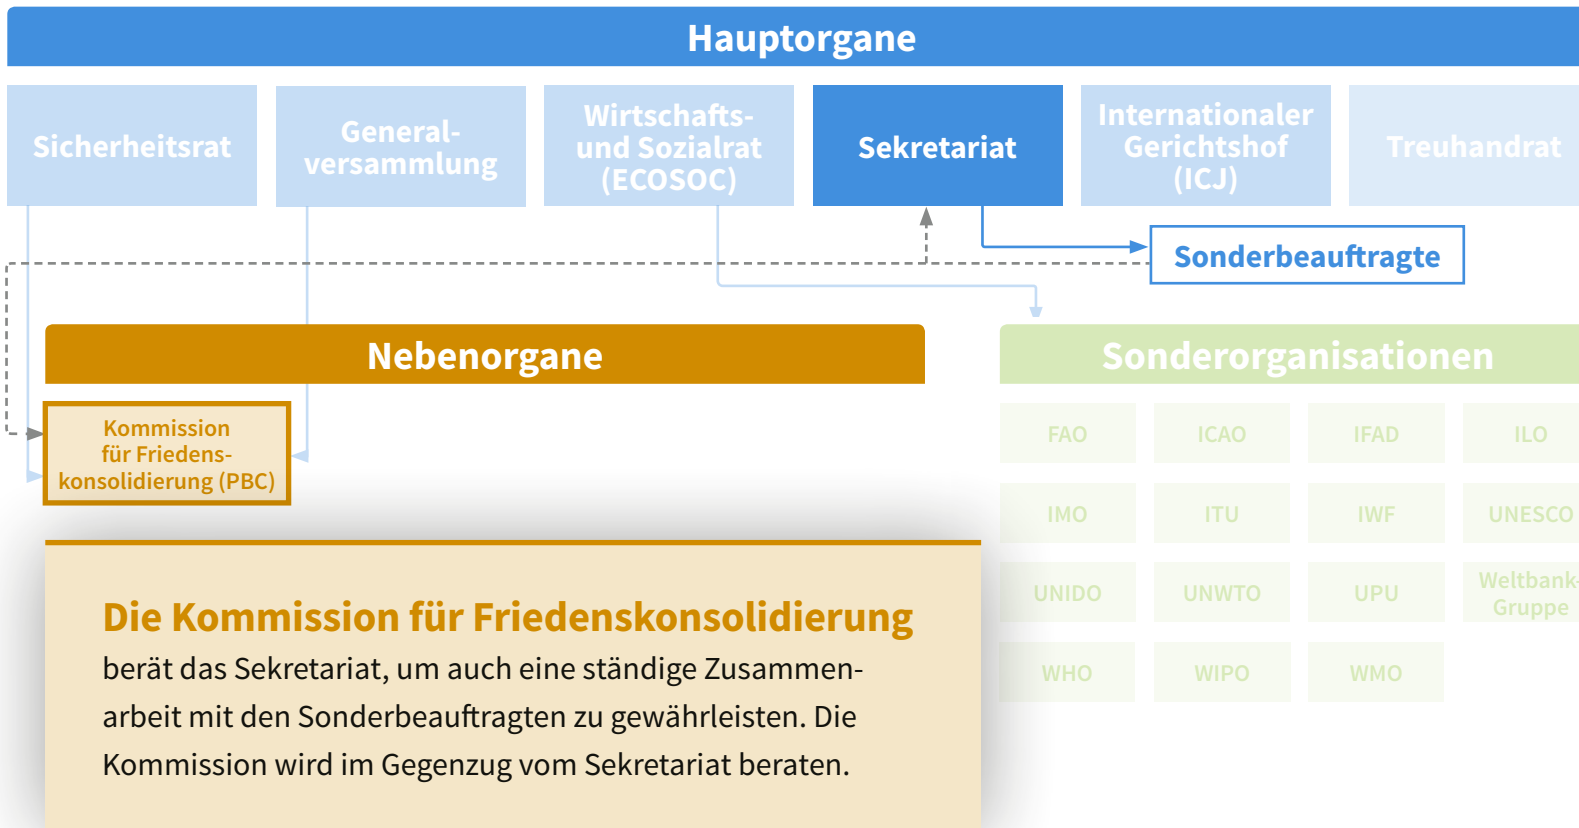 Hauptorgane
Sicherheitsrat
General-
versammlung
Wirtschafts-
und Sozialrat
(ECOSOC)
Sekretariat
Internationaler
Gerichtshof
(ICJ)
Treuhandrat
Sonderbeauftragte
Nebenorgane
Kommission
für Friedens-
konsolidierung (PBC)
Sonderorganisationen
FAO
ICAO
IFAD
ILO
IMO
ITU
IWF
UNESCO
UNIDO
UNWTO
UPU
Weltbank-
Gruppe
WHO
WIPO
WMO
Die Kommission für Friedenskonsolidierung
berät das Sekretariat, um auch eine ständige Zusammen-
arbeit mit den Sonderbeauftragten zu gewährleisten. Die
Kommission wird im Gegenzug vom Sekretariat beraten.